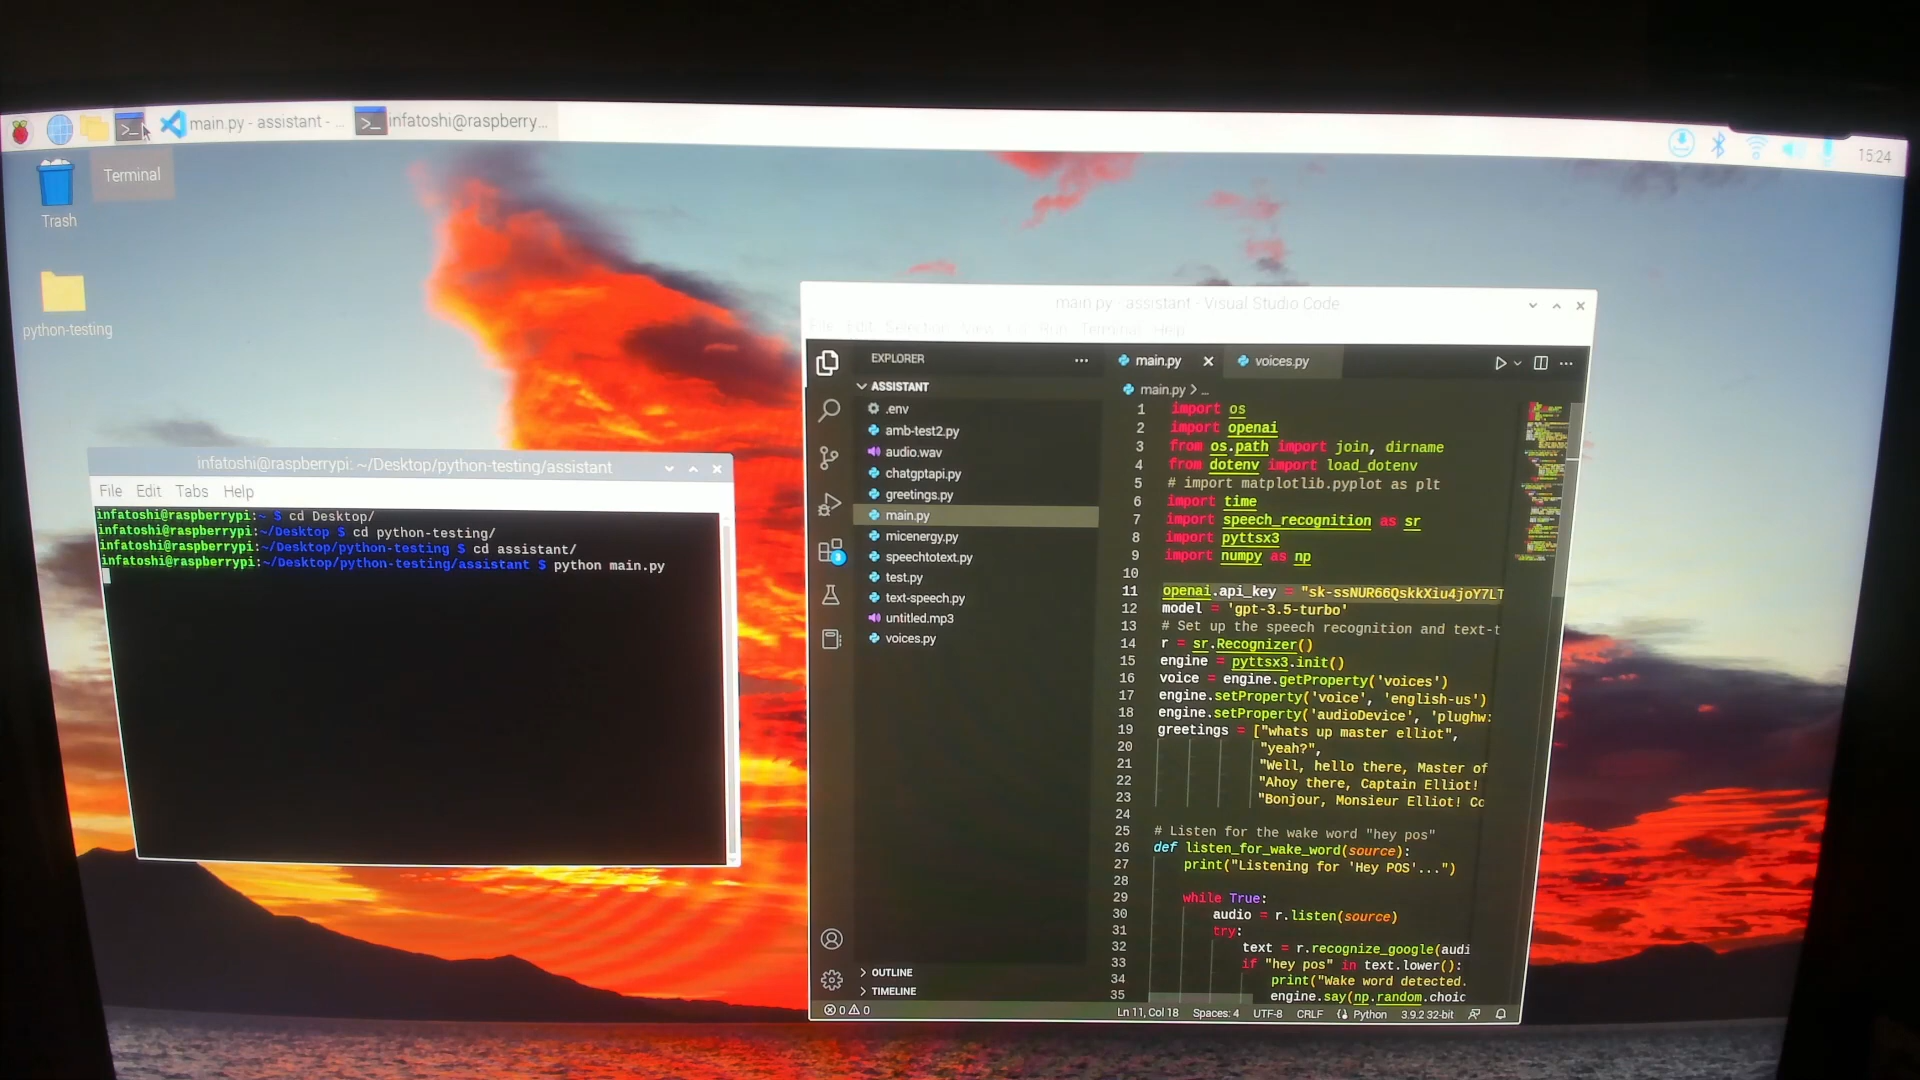 main.py - assistant - ...
infatoshi@raspberry...
15:24
Terminal
Trash
python-testing
infatoshi@raspberrypi: ~/Desktop/python-testing/assistant
File Edit Tabs Help
infatoshi@raspberrypi:~ $ cd Desktop/
infatoshi@raspberrypi:~/Desktop $ cd python-testing/
infatoshi@raspberrypi:~/Desktop/python-testing $ cd assistant/
infatoshi@raspberrypi:~/Desktop/python-testing/assistant $ python main.py
main.py - assistant - Visual Studio Code
File Edit Selection View Go Run Terminal Help
EXPLORER
ASSISTANT
.env
amb-test2.py
audio.wav
chatgptapi.py
greetings.py
main.py
micenergy.py
speechtotext.py
test.py
text-speech.py
untitled.mp3
voices.py
OUTLINE
TIMELINE
main.py
voices.py
main.py > ...
1 import os
2 import openai
3 from os.path import join, dirname
4 from dotenv import load_dotenv
5 # import matplotlib.pyplot as plt
6 import time
7 import speech_recognition as sr
8 import pyttsx3
9 import numpy as np
10
11 openai.api_key = "sk-ssNUR66QskkXiu4joY7LT
12 model = 'gpt-3.5-turbo'
13 # Set up the speech recognition and text-t
14 r = sr.Recognizer()
15 engine = pyttsx3.init()
16 voice = engine.getProperty('voices')
17 engine.setProperty('voice', 'english-us')
18 engine.setProperty('audioDevice', 'plughw:
19 greetings = ["whats up master elliot",
20 "yeah?",
21 "Well, hello there, Master of
22 "Ahoy there, Captain Elliot!
23 "Bonjour, Monsieur Elliot! Co
24
25 # Listen for the wake word "hey pos"
26 def listen_for_wake_word(source):
27 print("Listening for 'Hey POS'...")
28
29 while True:
30 audio = r.listen(source)
31 try:
32 text = r.recognize_google(audi
33 if "hey pos" in text.lower():
34 print("Wake word detected.
35 engine.say(np.random.choic
0 0
Ln 11, Col 18 Spaces: 4 UTF-8 CRLF Python 3.9.2 32-bit